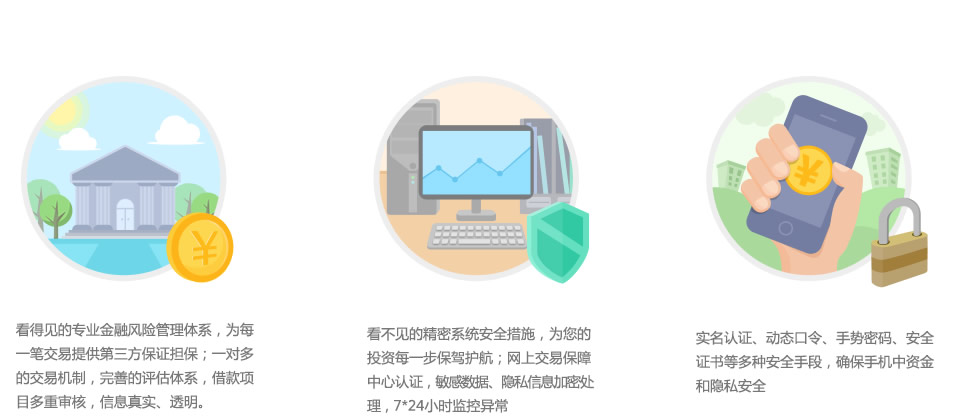 看得见的专业金融风险管理体系，为每
一笔交易提供第三方保证担保；一对多
的交易机制，完善的评估体系，借款项
目多重审核，信息真实、透明。
看不见的精密系统安全措施，为您的
投资每一步保驾护航；网上交易保障
中心认证，敏感数据、隐私信息加密处
理，7*24小时监控异常
实名认证、动态口令、手势密码、安全
证书等多种安全手段，确保手机中资金
和隐私安全